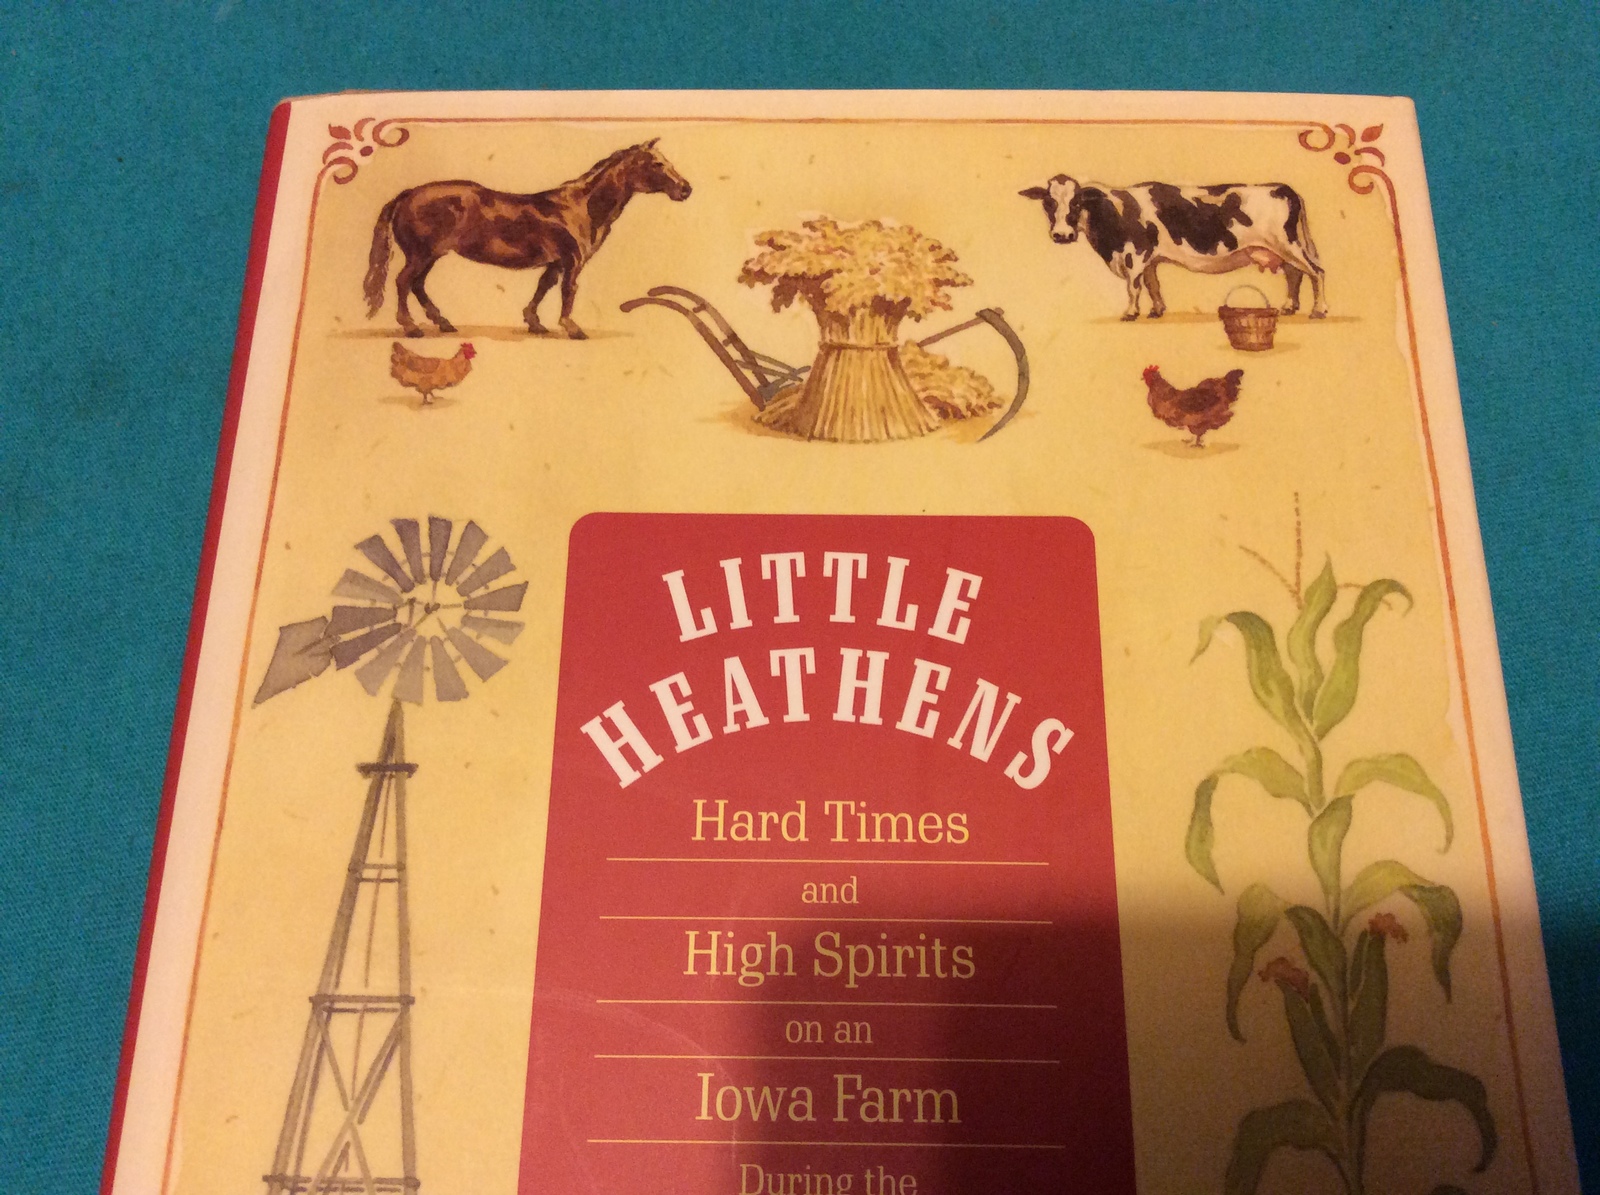 LITTLE
HEATHENS
Hard Times
and
High Spirits
on an
Iowa Farm
During the